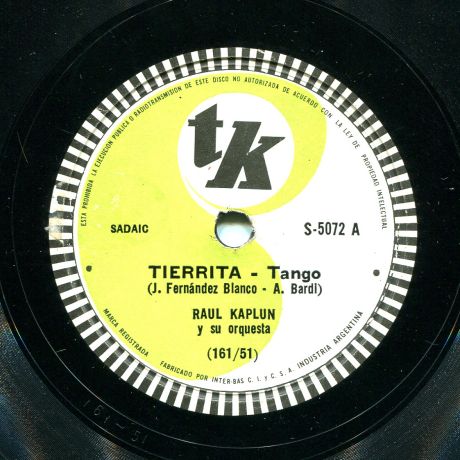 ESTA PROHIBIDA LA EJECUCION PUBLICA O RADIOTRANSMISION DE ESTE DISCO NO AUTORIZADA DE ACUERDO CON LA LEY DE PROPIEDAD INTELECTUAL
tk
SADAIC
S-5072 A
TIERRITA - Tango
(J. Fernández Blanco - A. Bardi)
RAUL KAPLUN
y su orquesta
(161/51)
MARCA REGISTRADA
FABRICADO POR INTER-BAS C. I. y C. S. A. INDUSTRIA ARGENTINA
161-51